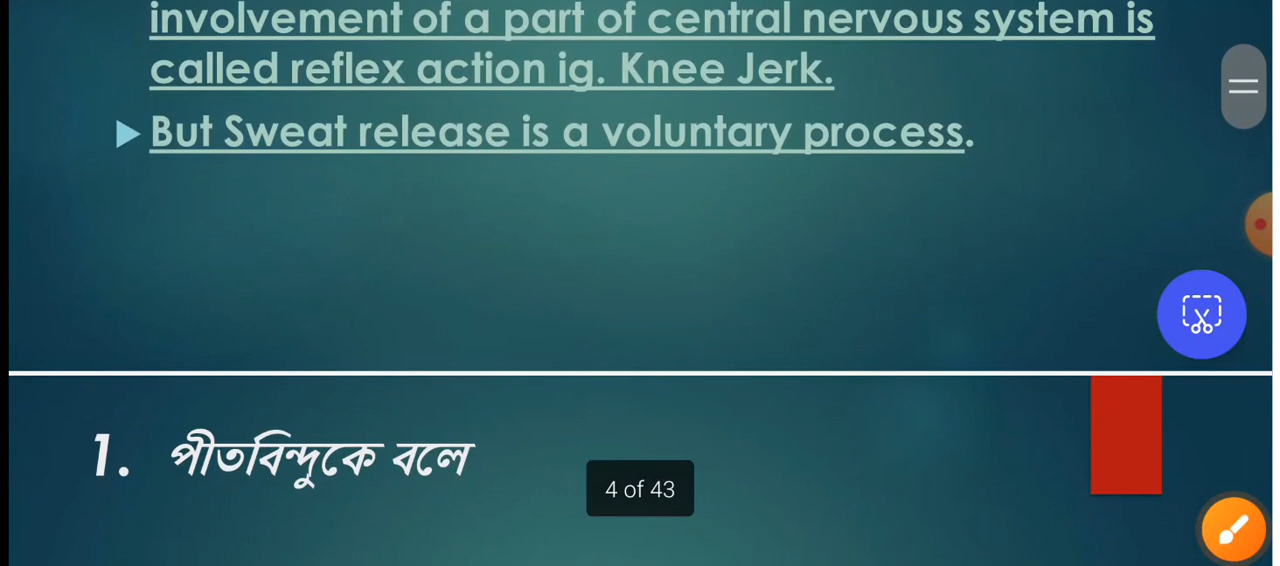 involvement of a part of central nervous system is
called reflex action ig. Knee Jerk.
But Sweat release is a voluntary process.
1. পীতবিন্দুকে বলে
4 of 43